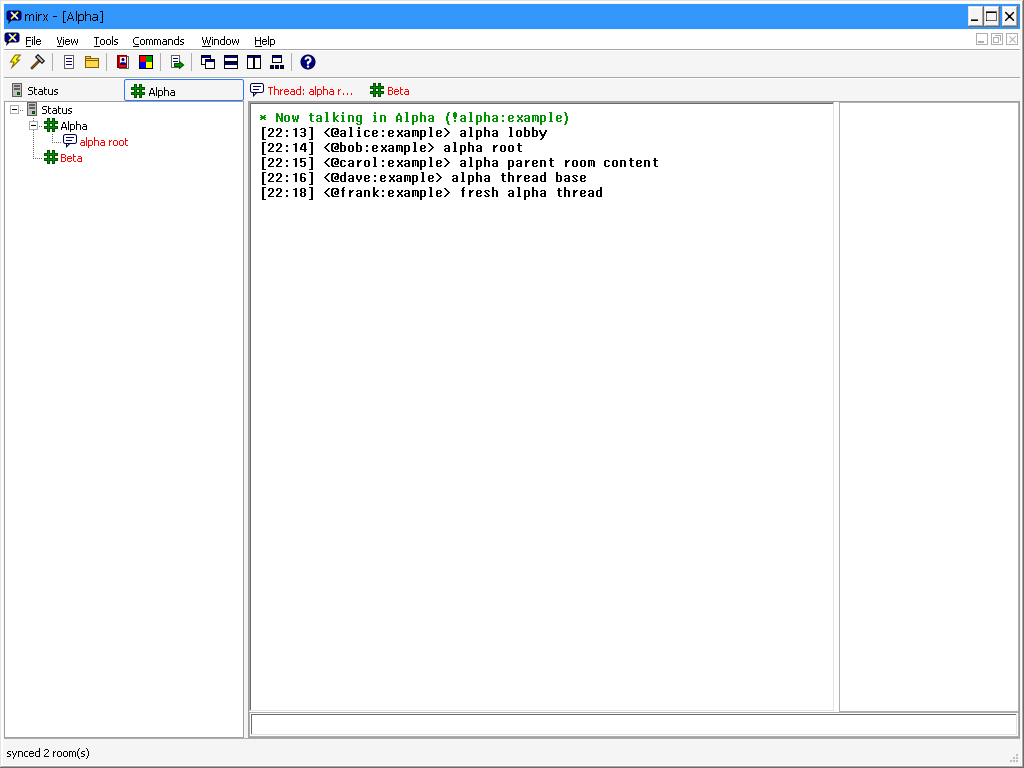 mirx - [Alpha]
File View Tools Commands Window Help
Status Alpha Thread: alpha r... Beta
Status
Alpha
alpha root
Beta
* Now talking in Alpha (!alpha:example)
[22:13] <@alice:example> alpha lobby
[22:14] <@bob:example> alpha root
[22:15] <@carol:example> alpha parent room content
[22:16] <@dave:example> alpha thread base
[22:18] <@frank:example> fresh alpha thread
synced 2 room(s)